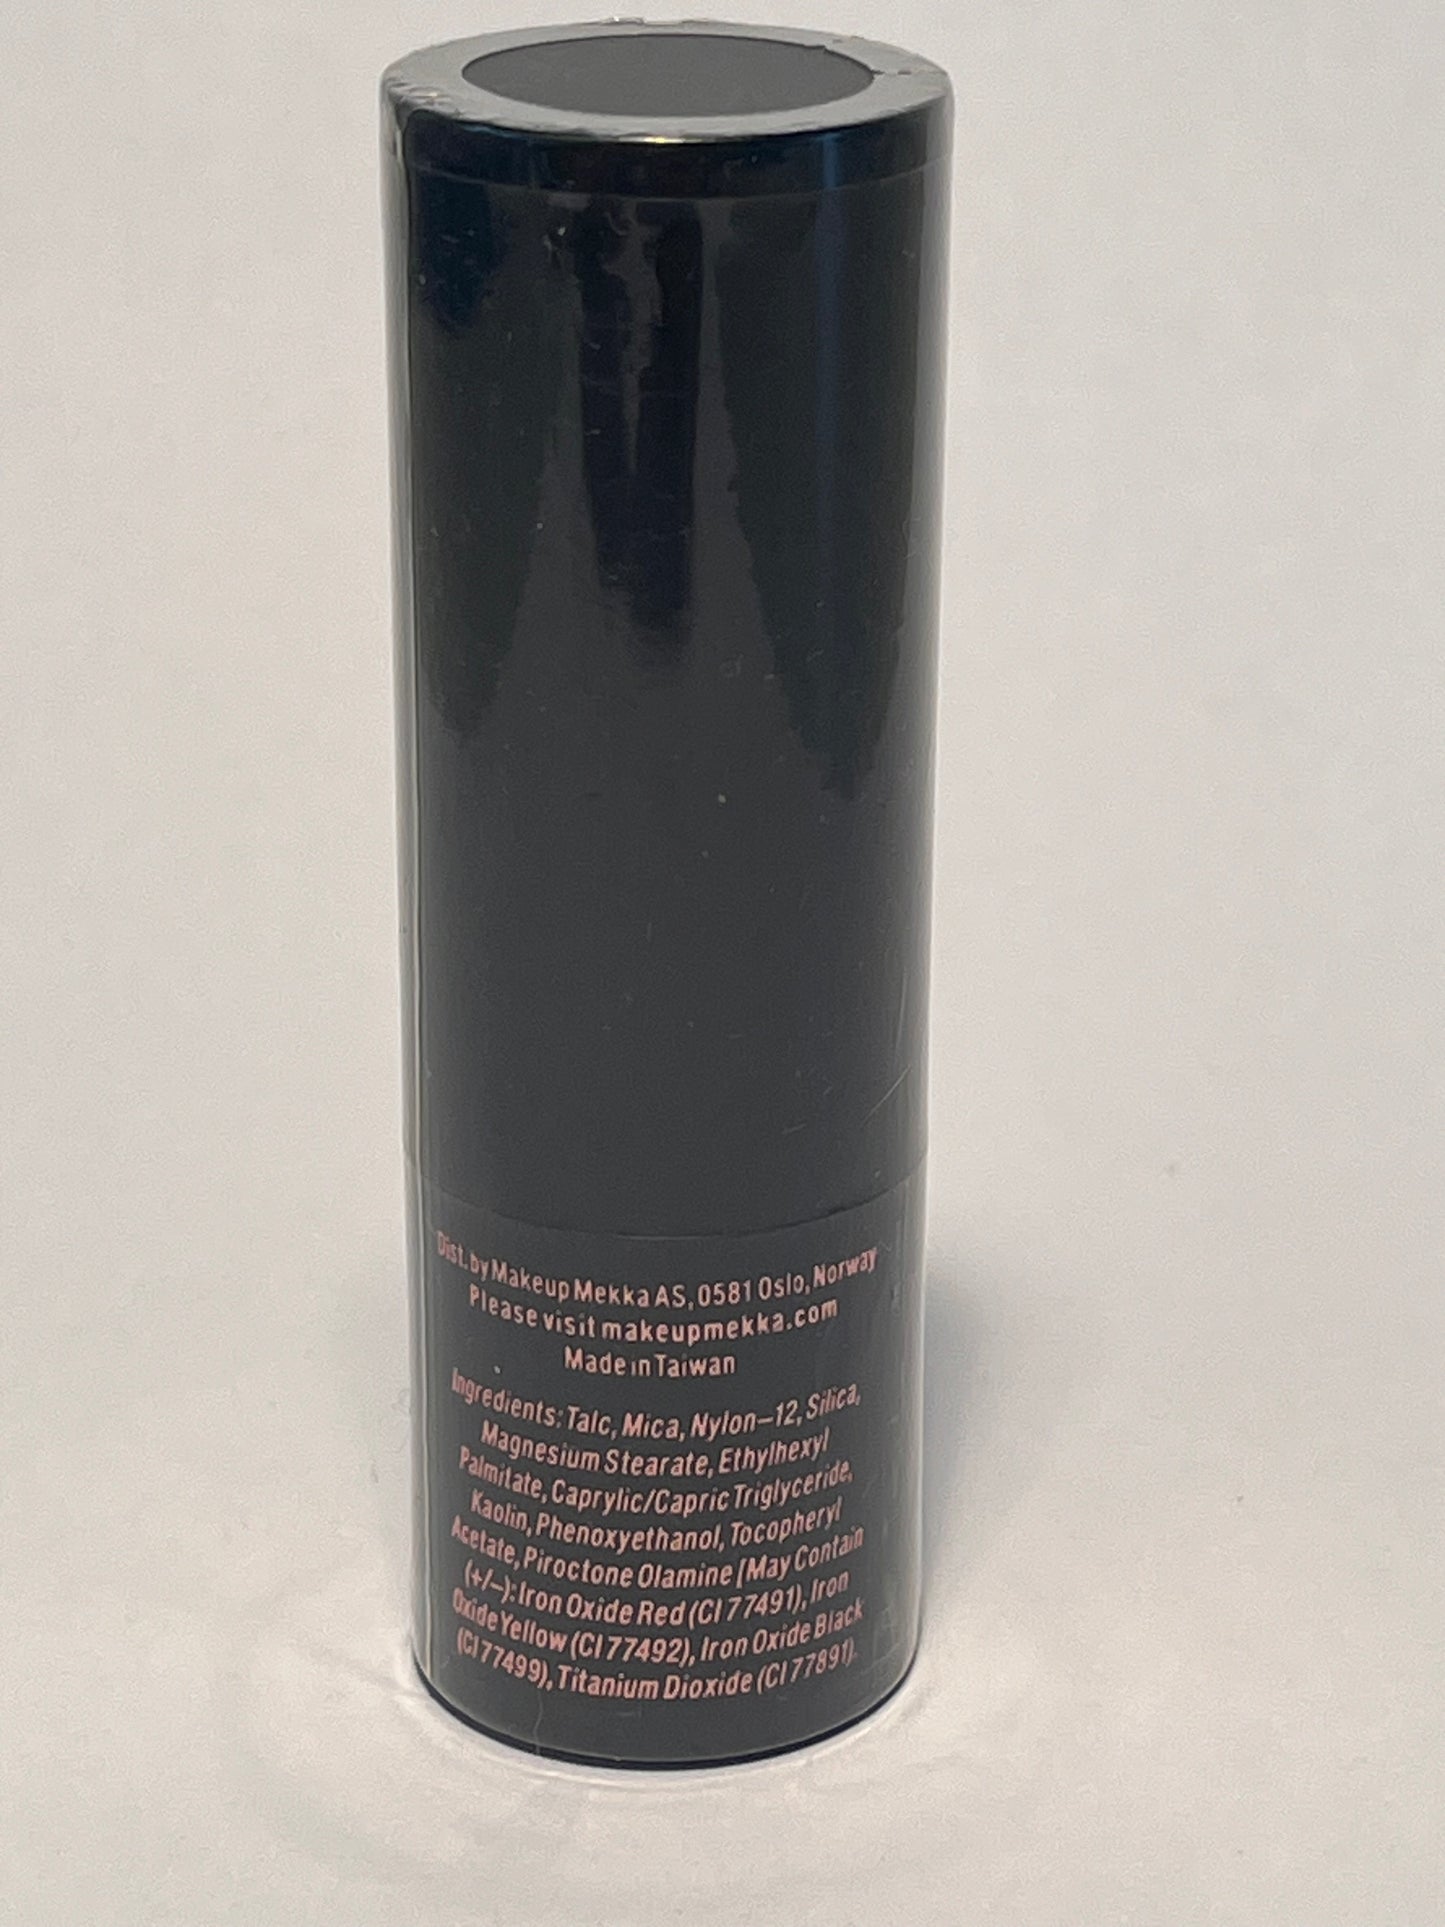 Dist. by Makeup Mekka AS, 0581 Oslo, Norway
Please visit makeupmekka.com
Made in Taiwan
Ingredients: Talc, Mica, Nylon–12, Silica,
Magnesium Stearate, Ethylhexyl
Palmitate, Caprylic/Capric Triglyceride,
Kaolin, Phenoxyethanol, Tocopheryl
Acetate, Piroctone Olamine [May Contain
(+/–): Iron Oxide Red (CI 77491), Iron
Oxide Yellow (CI 77492), Iron Oxide Black
(CI 77499), Titanium Dioxide (CI 77891).